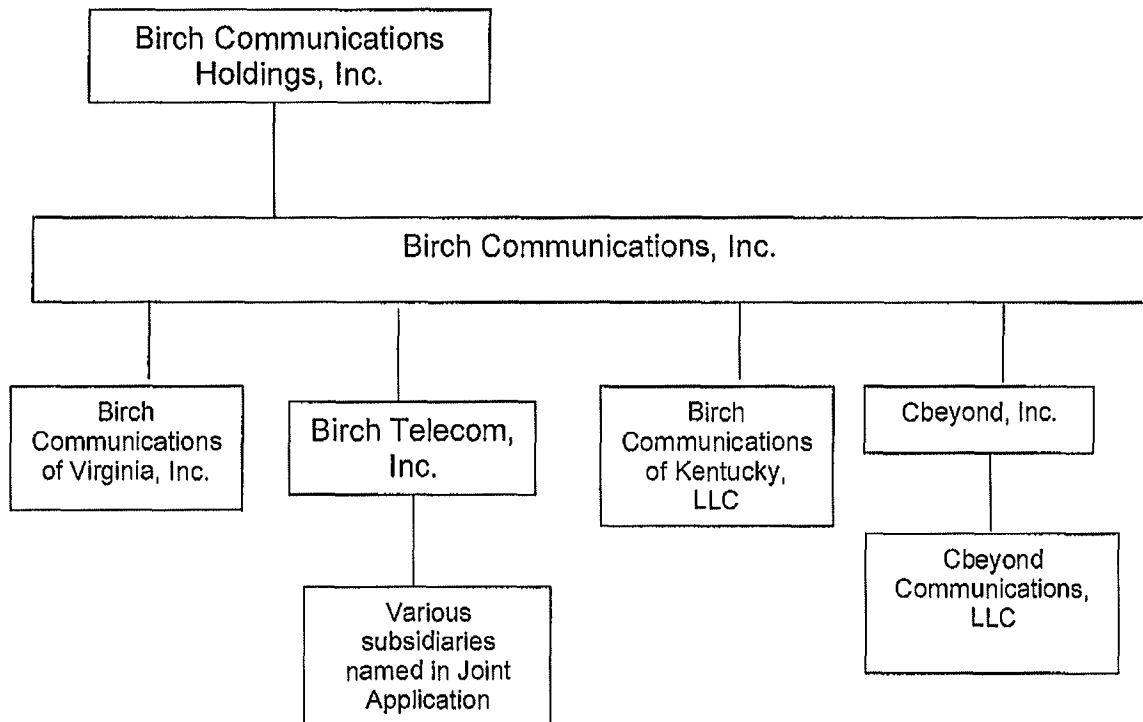 Birch Communications
Holdings, Inc.
Birch Communications, Inc.
Birch
Communications
of Virginia, Inc.
Birch Telecom,
Inc.
Birch
Communications
of Kentucky,
LLC
Cbeyond, Inc.
Various
subsidiaries
named in Joint
Application
Cbeyond
Communications,
LLC